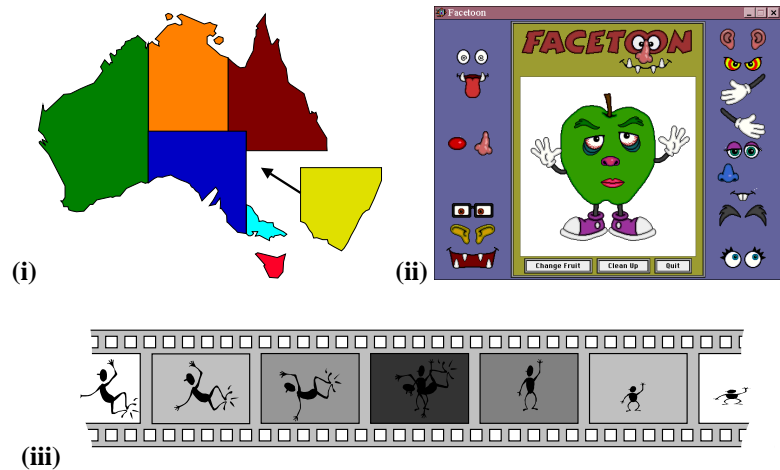 Facetoon
FACETOON
Change Fruit Clean Up Quit
(i) (ii)
(iii)